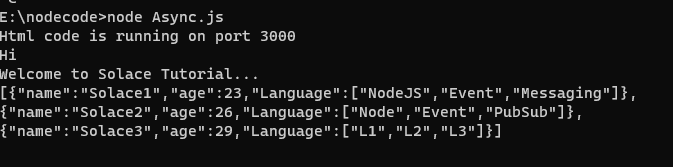 E:\nodecode>node Async.js
Html code is running on port 3000
Hi
Welcome to Solace Tutorial...
[{"name":"Solace1","age":23,"Language":["NodeJS","Event","Messaging"]},
{"name":"Solace2","age":26,"Language":["Node","Event","PubSub"]},
{"name":"Solace3","age":29,"Language":["L1","L2","L3"]}]